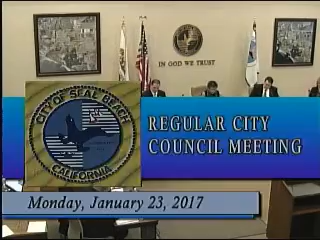 IN GOD WE TRUST
CITY OF SEAL BEACH
CALIFORNIA
REGULAR CITY
COUNCIL MEETING
Monday, January 23, 2017